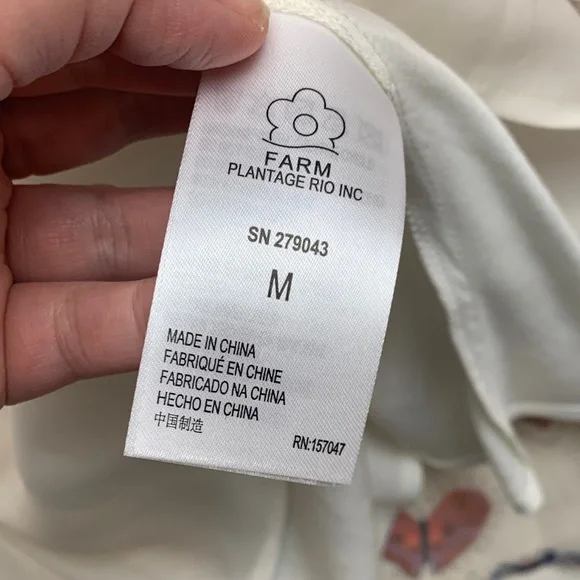 FARM
PLANTAGE RIO INC
SN 279043
M
MADE IN CHINA
FABRIQUÉ EN CHINE
FABRICADO NA CHINA
HECHO EN CHINA
中国制造
RN:157047